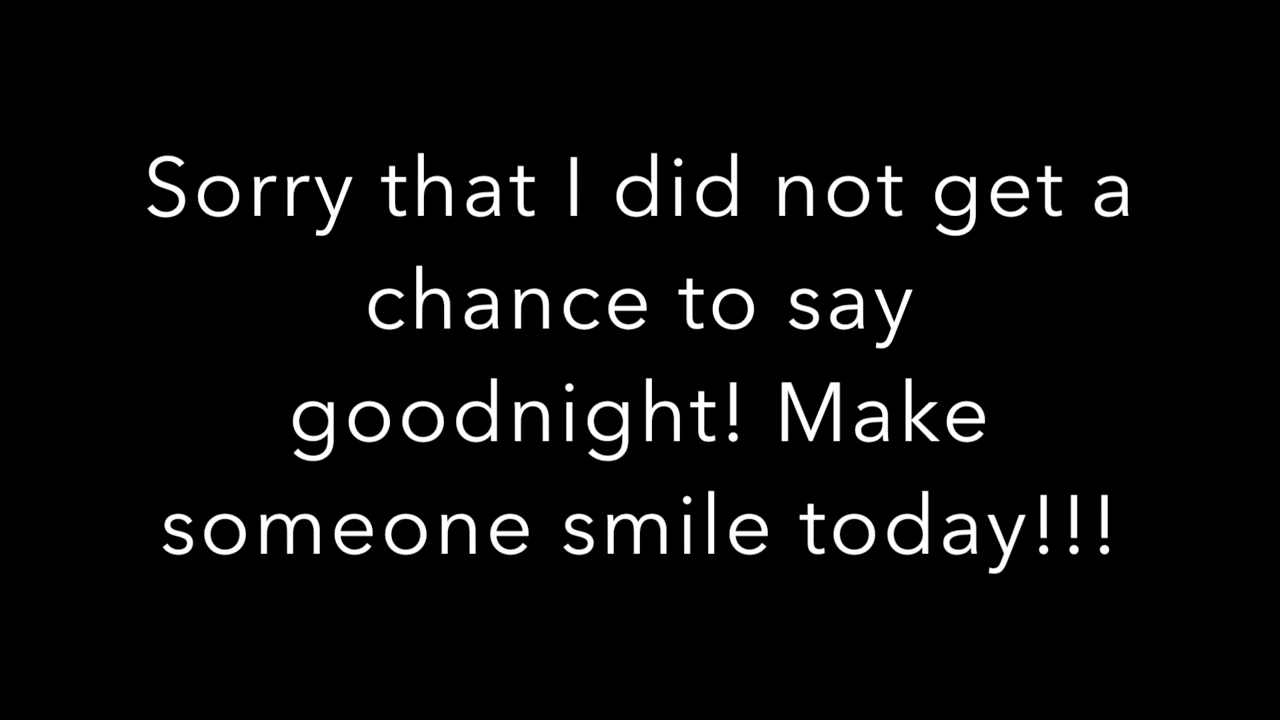 Sorry that I did not get a
chance to say
goodnight! Make
someone smile today!!!